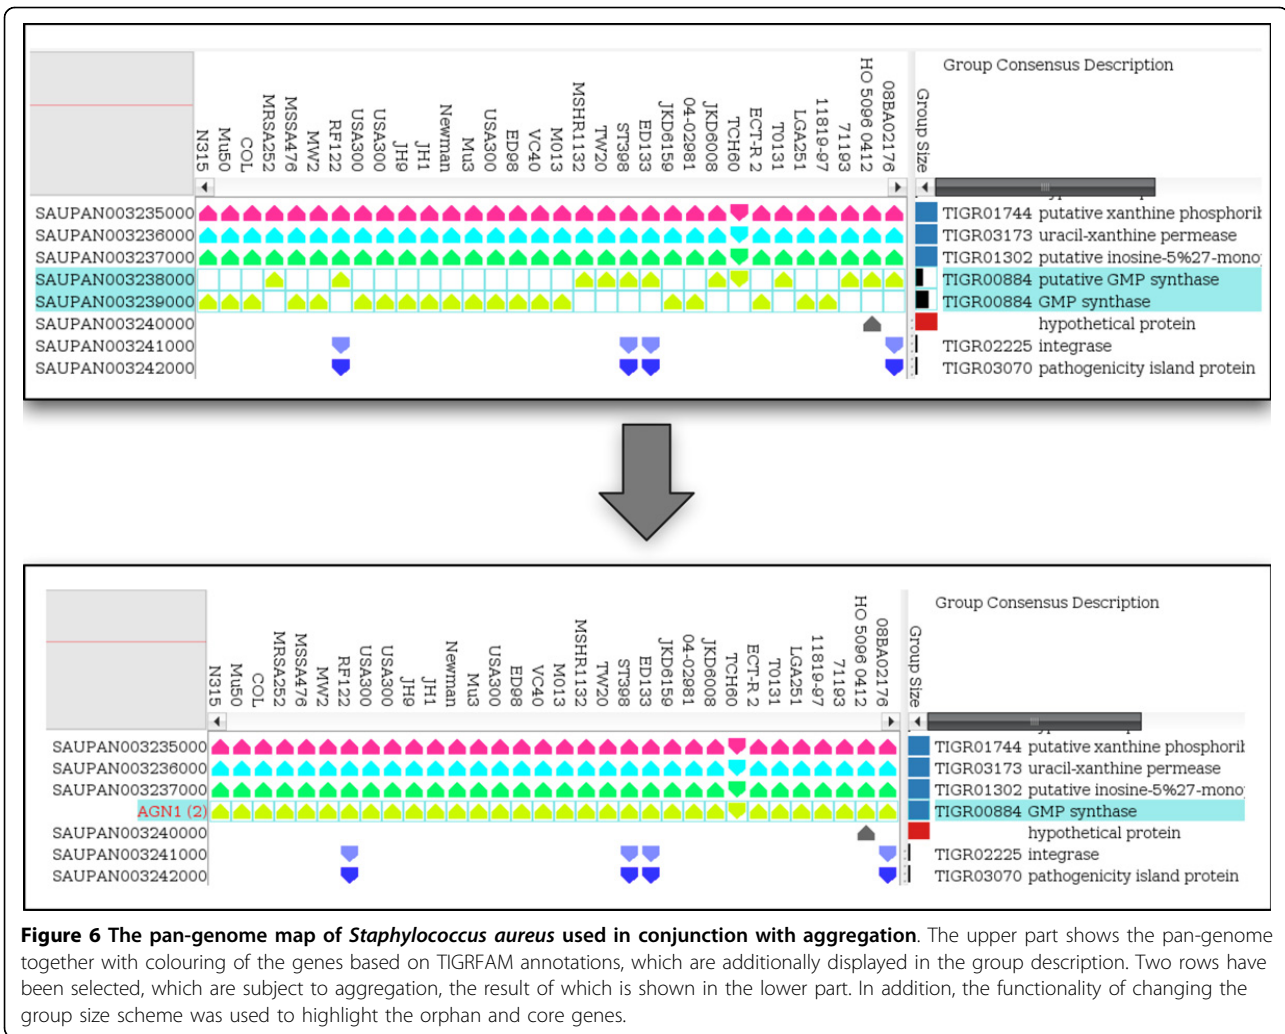 Group Consensus Description
N315
Mu50
COL
MRSA252
MSSA476
MW2
RF122
USA300
USA300
JH9
JH1
Newman
Mu3
USA300
ED98
VC40
M013
MSHR1132
TW20
ST398
ED133
JKD6159
04-02981
JKD6008
TCH60
ECT-R 2
T0131
LGA251
11819-97
71193
HO 5096 0412
08BA02176
Group Size
SAUPAN003235000 TIGR01744 putative xanthine phosphorib
SAUPAN003236000 TIGR03173 uracil-xanthine permease
SAUPAN003237000 TIGR01302 putative inosine-5%27-mono
SAUPAN003238000 TIGR00884 putative GMP synthase
SAUPAN003239000 TIGR00884 GMP synthase
SAUPAN003240000 hypothetical protein
SAUPAN003241000 TIGR02225 integrase
SAUPAN003242000 TIGR03070 pathogenicity island protein
Group Consensus Description
N315
Mu50
COL
MRSA252
MSSA476
MW2
RF122
USA300
USA300
JH9
JH1
Newman
Mu3
USA300
ED98
VC40
M013
MSHR1132
TW20
ST398
ED133
JKD6159
04-02981
JKD6008
TCH60
ECT-R 2
T0131
LGA251
11819-97
71193
HO 5096 0412
08BA02176
Group Size
SAUPAN003235000 TIGR01744 putative xanthine phosphorib
SAUPAN003236000 TIGR03173 uracil-xanthine permease
SAUPAN003237000 TIGR01302 putative inosine-5%27-mono
AGN1 (2) TIGR00884 GMP synthase
SAUPAN003240000 hypothetical protein
SAUPAN003241000 TIGR02225 integrase
SAUPAN003242000 TIGR03070 pathogenicity island protein
Figure 6 The pan-genome map of Staphylococcus aureus used in conjunction with aggregation. The upper part shows the pan-genome
together with colouring of the genes based on TIGRFAM annotations, which are additionally displayed in the group description. Two rows have
been selected, which are subject to aggregation, the result of which is shown in the lower part. In addition, the functionality of changing the
group size scheme was used to highlight the orphan and core genes.